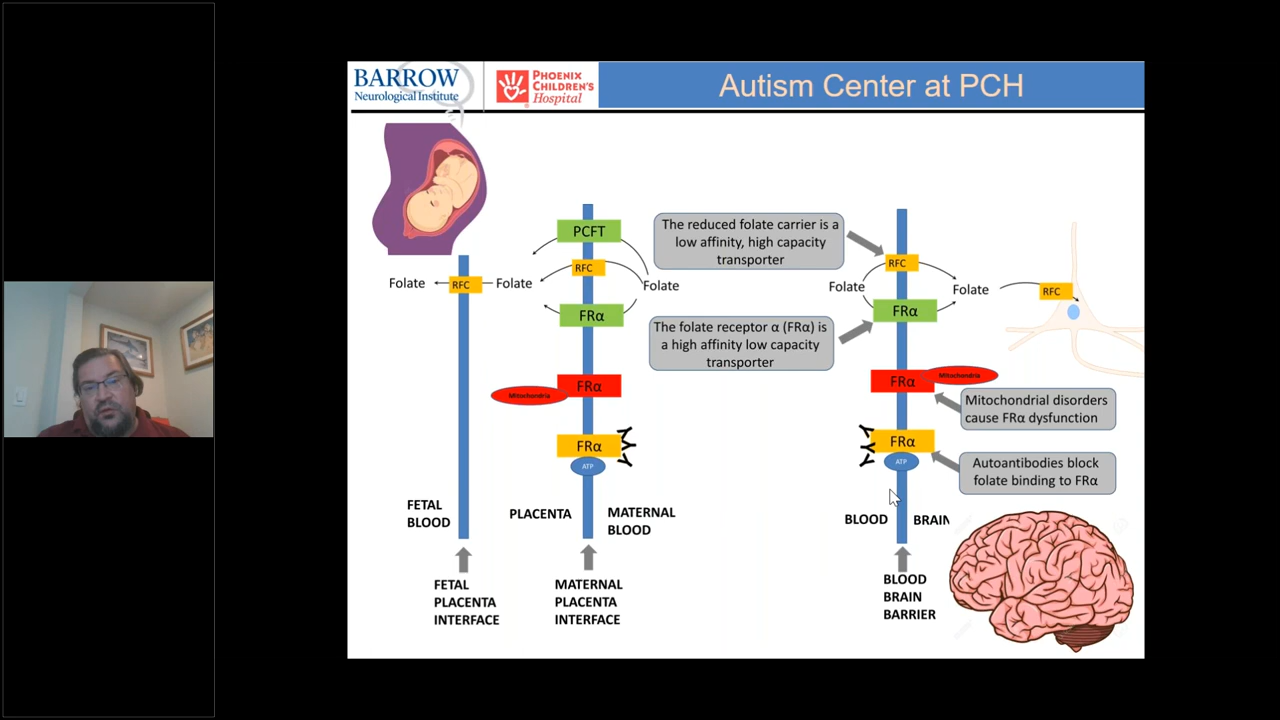 BARROW
Neurological Institute
PHOENIX
CHILDREN'S
Hospital
Autism Center at PCH
PCFT
RFC
Folate
FRα
Folate
RFC
Folate
FRα
Mitochondria
FRα
ATP
FETAL
BLOOD
PLACENTA
MATERNAL
BLOOD
FETAL
PLACENTA
INTERFACE
MATERNAL
PLACENTA
INTERFACE
The reduced folate carrier is a
low affinity, high capacity
transporter
The folate receptor α (FRα) is
a high affinity low capacity
transporter
RFC
Folate
FRα
Folate
RFC
FRα
Mitochondria
Mitochondrial disorders
cause FRα dysfunction
FRα
ATP
Autoantibodies block
folate binding to FRα
BLOOD
BRAIN
BLOOD
BRAIN
BARRIER